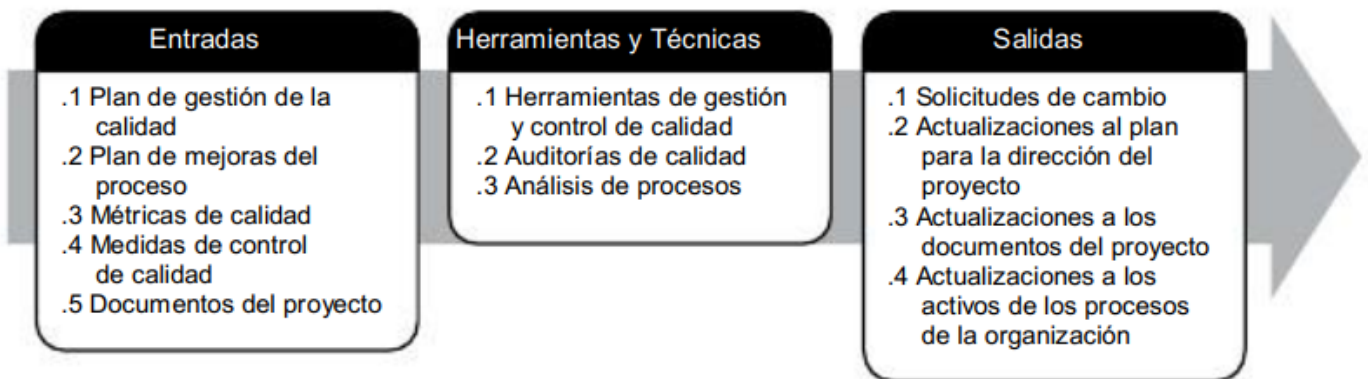 Entradas
.1 Plan de gestión de la
calidad
.2 Plan de mejoras del
proceso
.3 Métricas de calidad
.4 Medidas de control
de calidad
.5 Documentos del proyecto
Herramientas y Técnicas
.1 Herramientas de gestión
y control de calidad
.2 Auditorías de calidad
.3 Análisis de procesos
Salidas
.1 Solicitudes de cambio
.2 Actualizaciones al plan
para la dirección del
proyecto
.3 Actualizaciones a los
documentos del proyecto
.4 Actualizaciones a los
activos de los procesos
de la organización